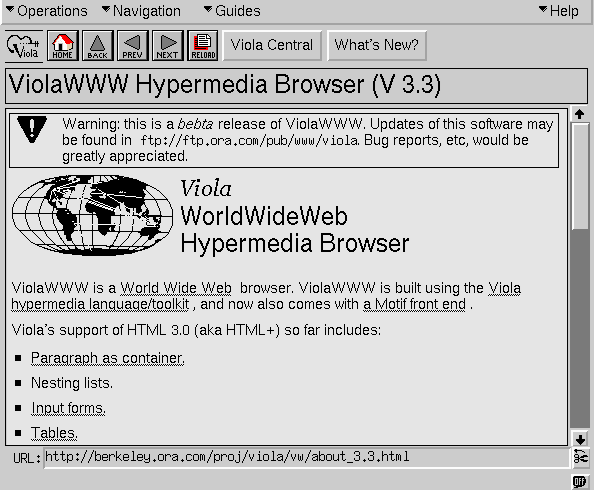 Operations Navigation Guides Help
Viola HOME BACK PREV NEXT RELOAD Viola Central What's New?
ViolaWWW Hypermedia Browser (V 3.3)
Warning: this is a bebta release of ViolaWWW. Updates of this software may
be found in ftp://ftp.ora.com/pub/www/viola. Bug reports, etc, would be
greatly appreciated.
Viola
WorldWideWeb
Hypermedia Browser
ViolaWWW is a World Wide Web browser. ViolaWWW is built using the Viola
hypermedia language/toolkit , and now also comes with a Motif front end .
Viola's support of HTML 3.0 (aka HTML+) so far includes:
Paragraph as container.
Nesting lists.
Input forms.
Tables.
URL: http://berkeley.ora.com/proj/viola/vw/about_3.3.html
OFF